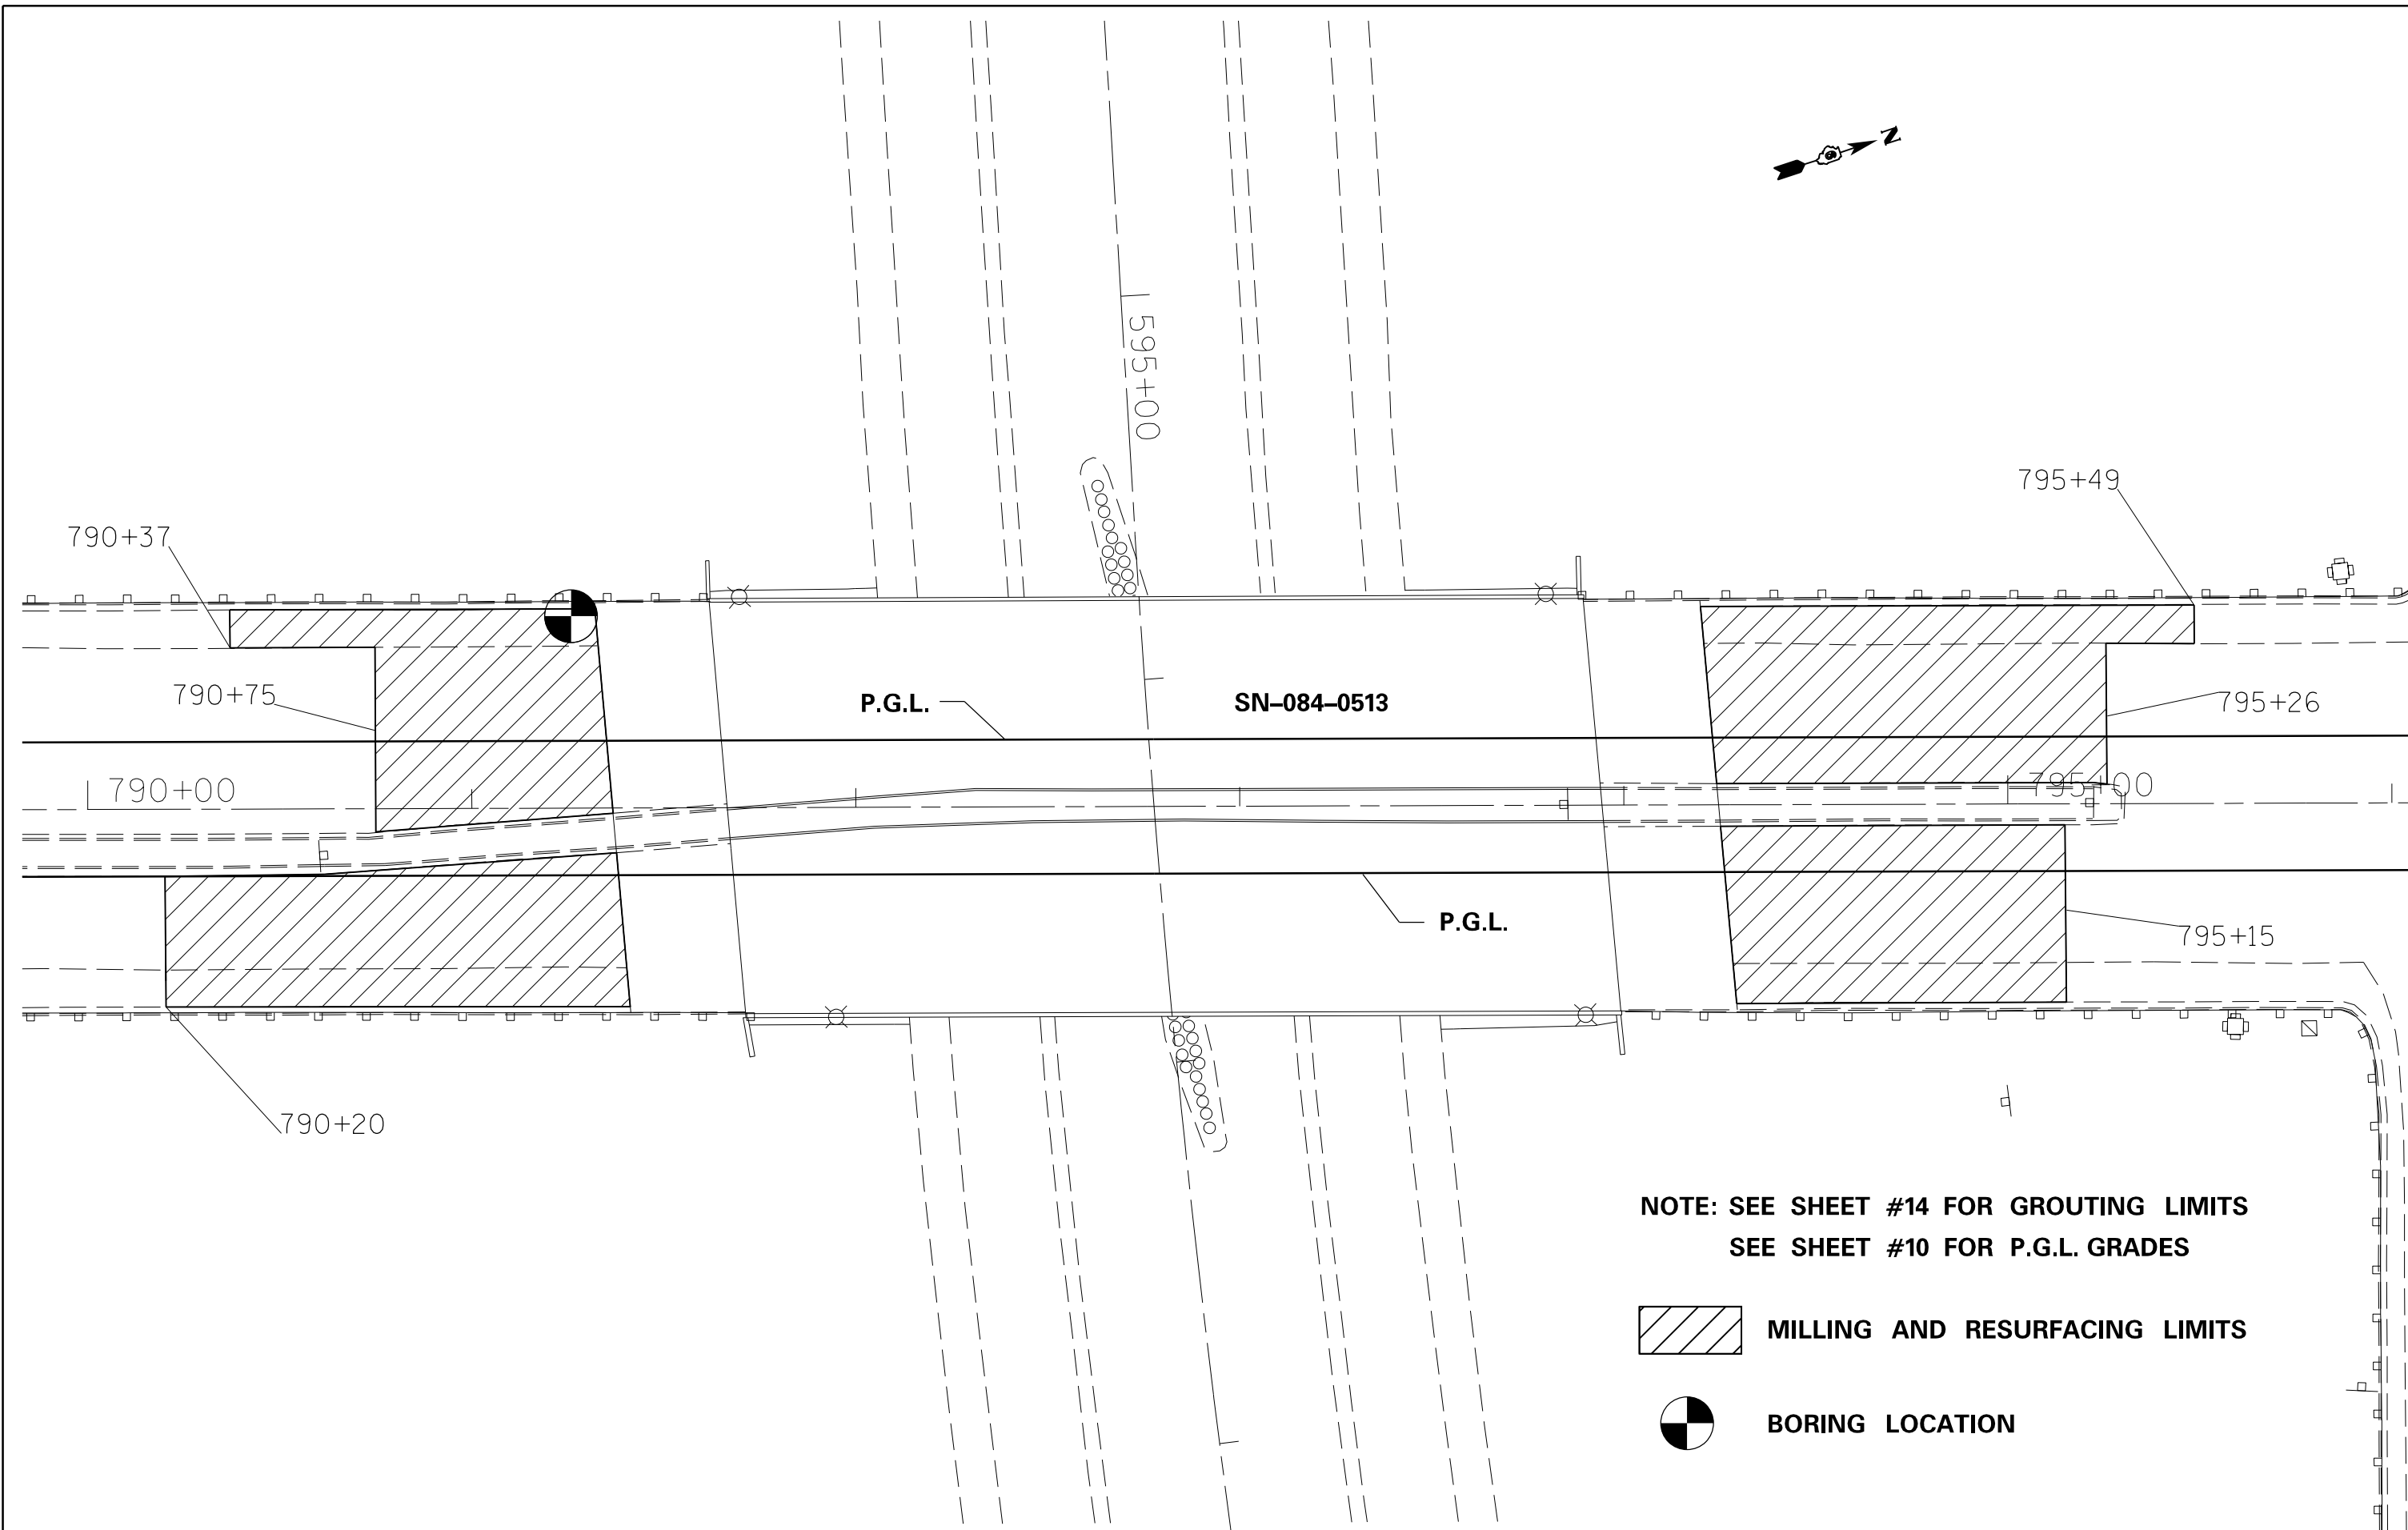 N
595+00
795+49
790+37
790+75
P.G.L.
SN-084-0513
795+26
790+00
795+00
P.G.L.
795+15
790+20
NOTE: SEE SHEET #14 FOR GROUTING LIMITS
SEE SHEET #10 FOR P.G.L. GRADES
MILLING AND RESURFACING LIMITS
BORING LOCATION